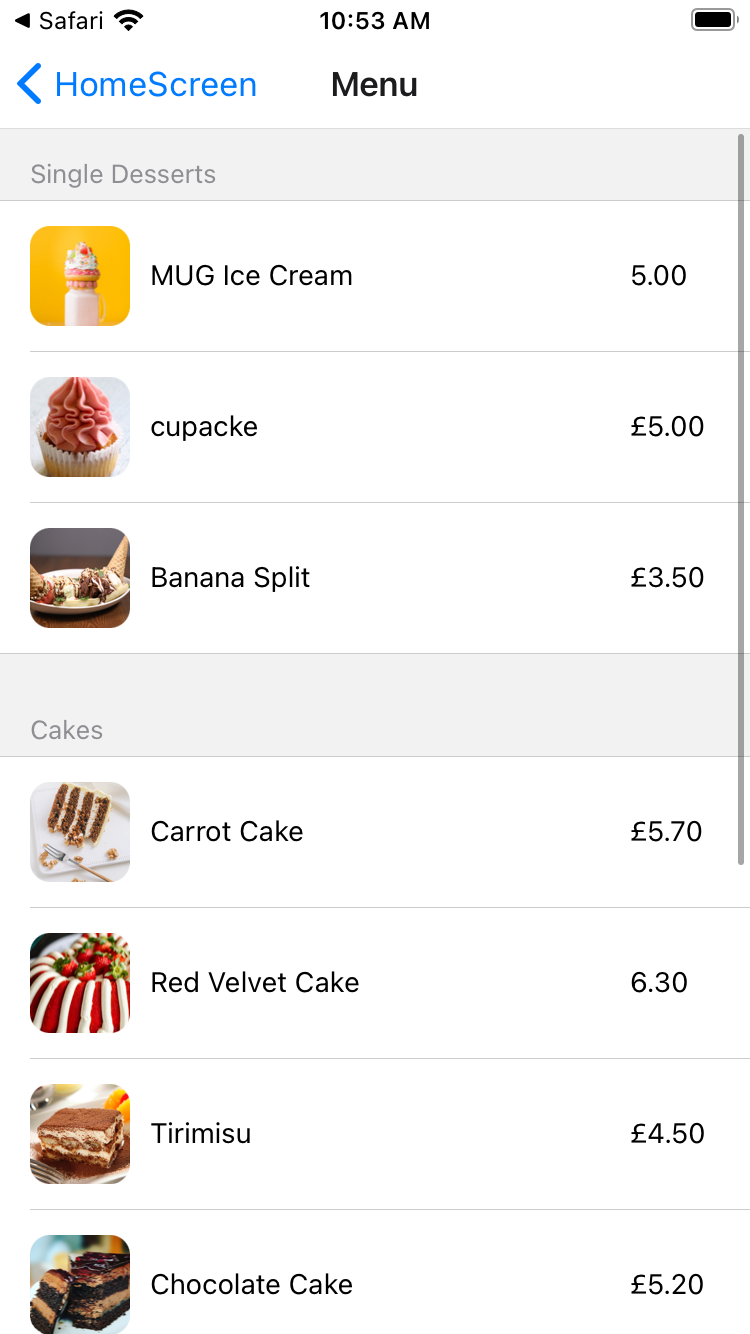 Safari
10:53 AM
HomeScreen
Menu
Single Desserts
MUG Ice Cream
5.00
cupacke
£5.00
Banana Split
£3.50
Cakes
Carrot Cake
£5.70
Red Velvet Cake
6.30
Tirimisu
£4.50
Chocolate Cake
£5.20